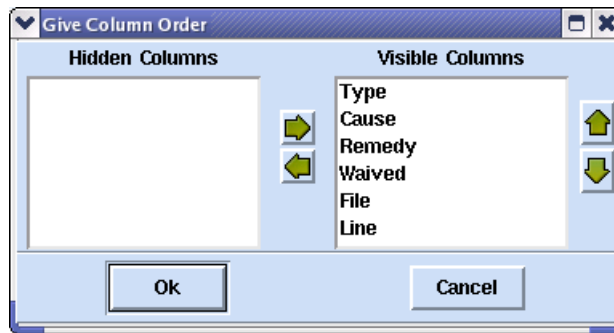 Give Column Order
Hidden Columns
Visible Columns
Type
Cause
Remedy
Waived
File
Line
Ok
Cancel